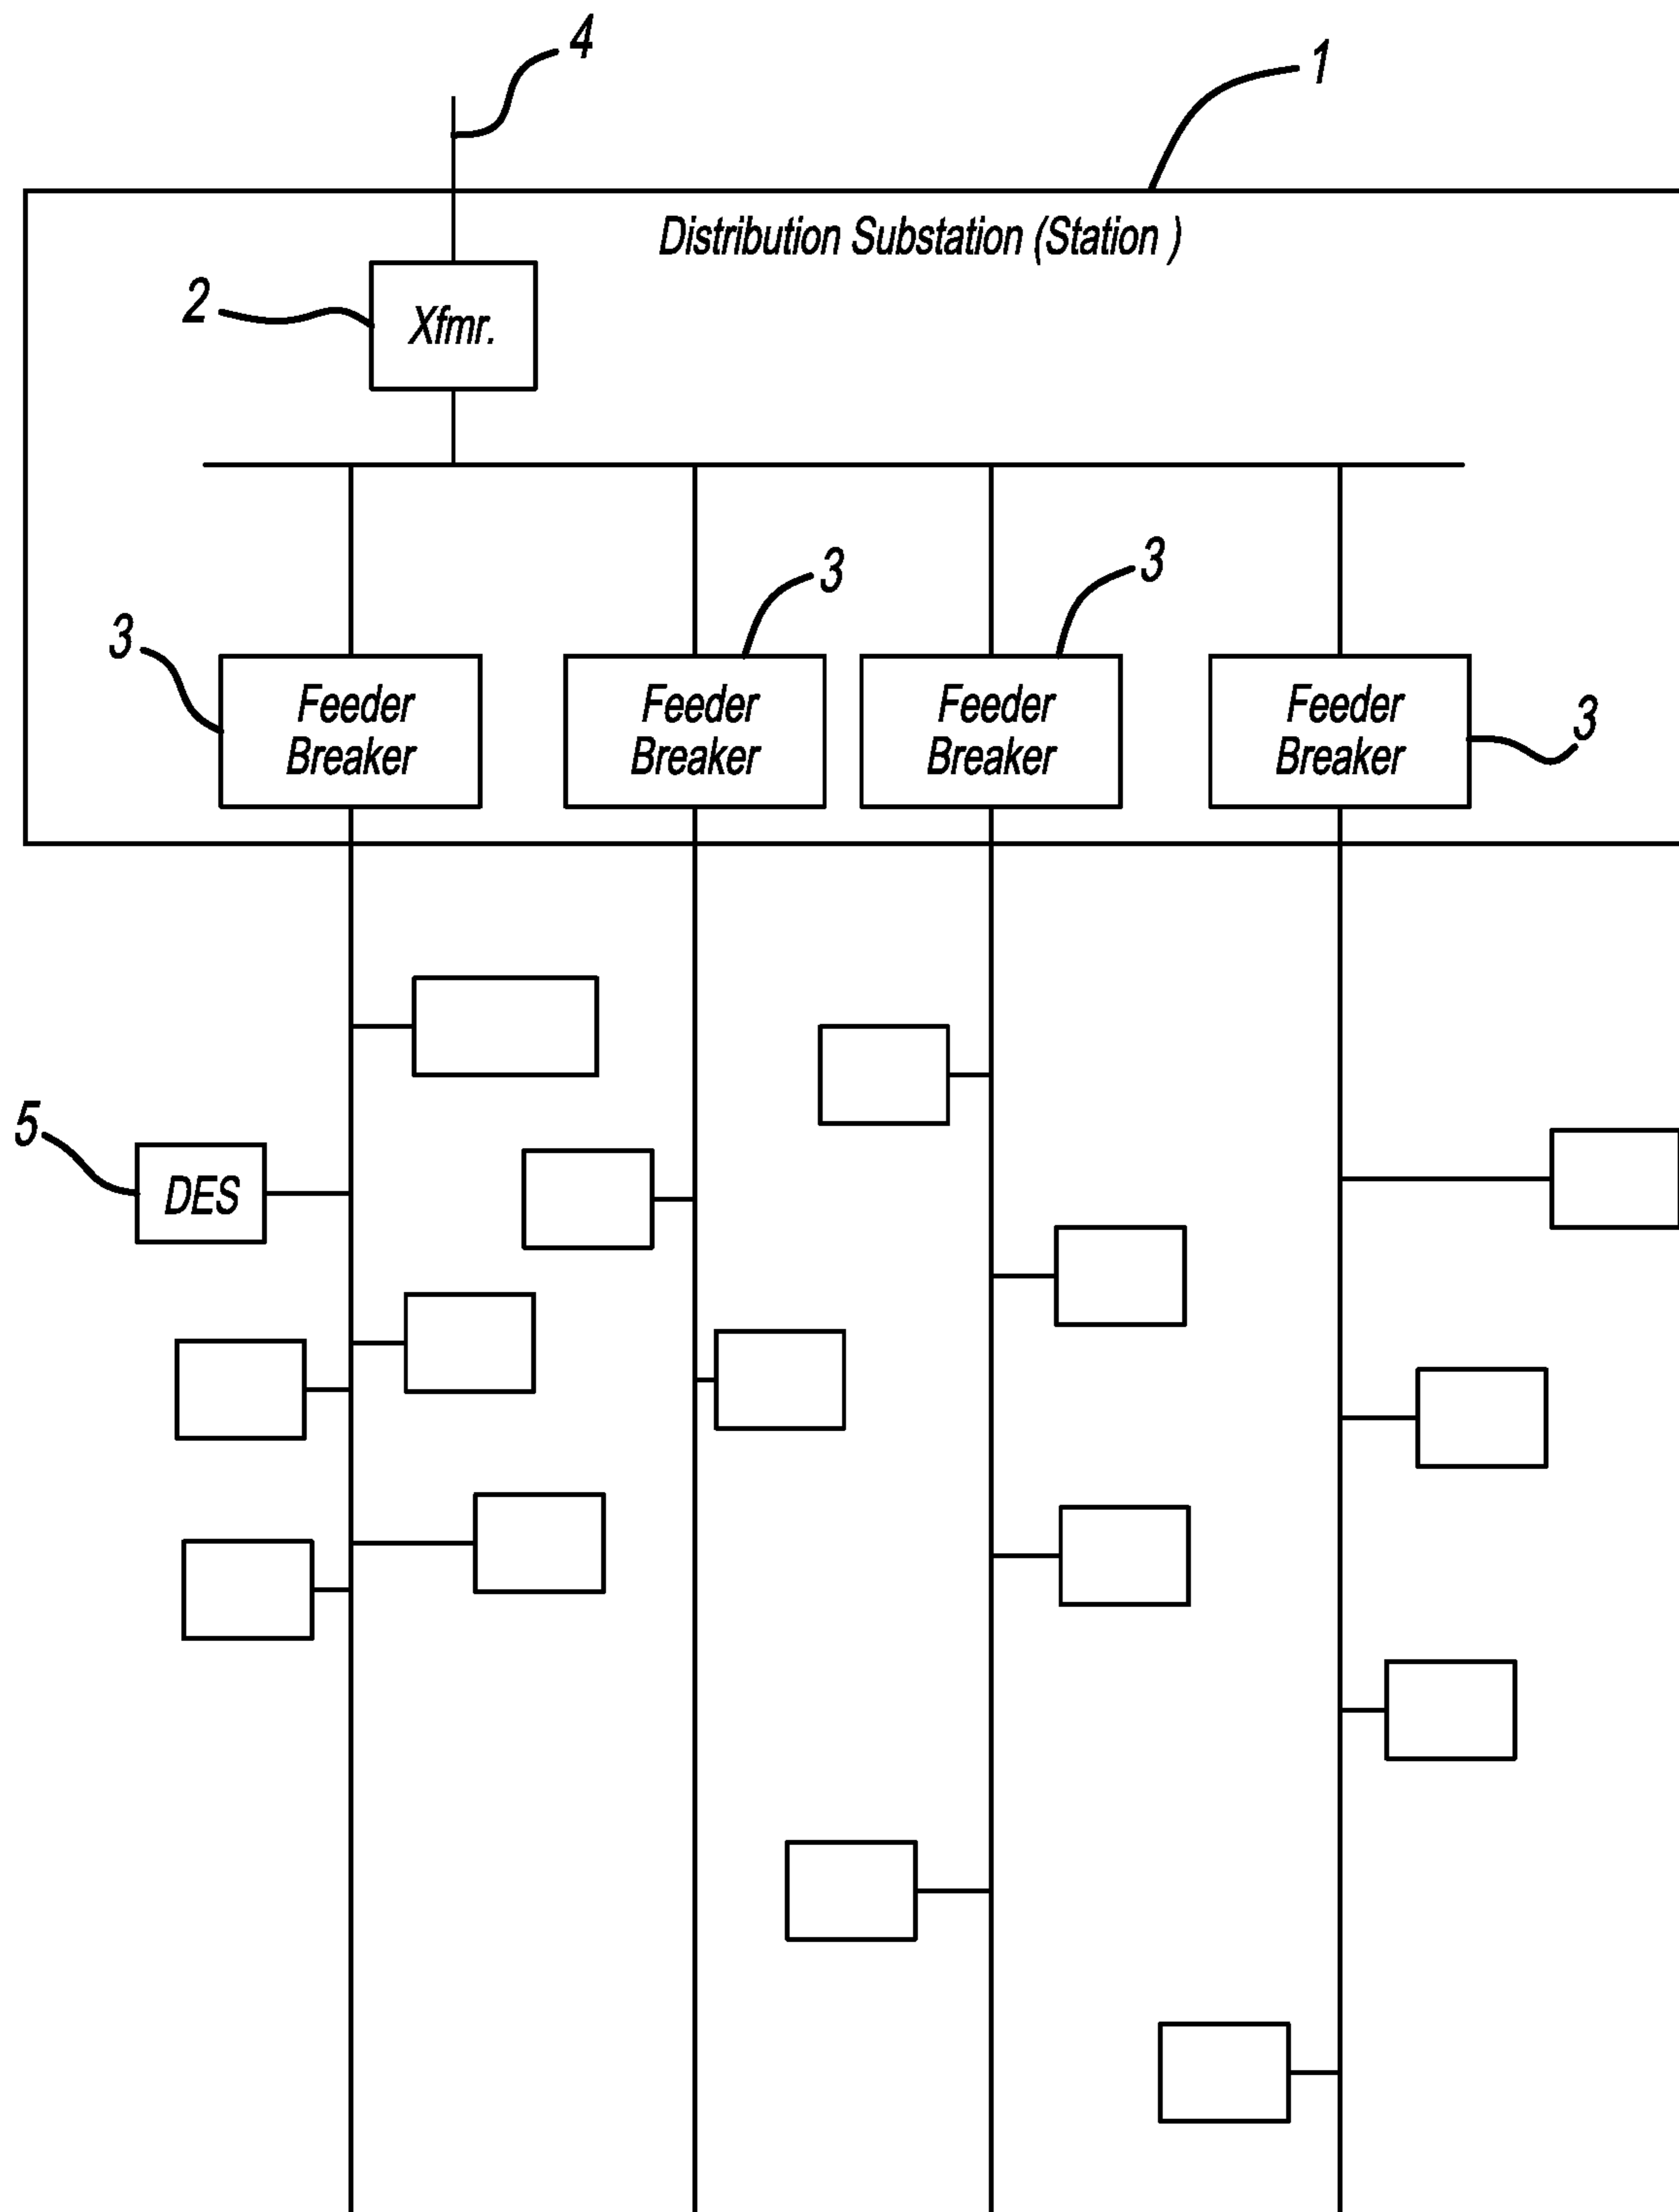 4
1
Distribution Substation (Station )
2
Xfmr.
3
3
3
Feeder
Breaker
Feeder
Breaker
Feeder
Breaker
Feeder
Breaker
3
5
DES